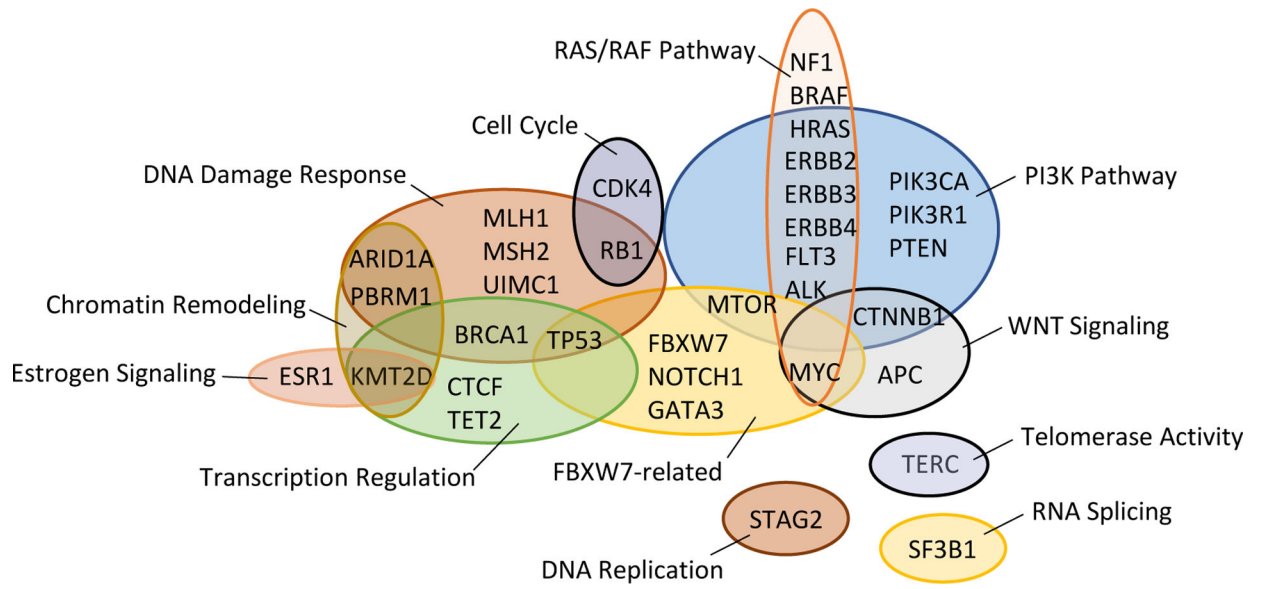 RAS/RAF Pathway
NF1
BRAF
HRAS
ERBB2
ERBB3
ERBB4
FLT3
ALK
PIK3CA
PIK3R1
PTEN
PI3K Pathway
Cell Cycle
CDK4
RB1
DNA Damage Response
MLH1
MSH2
UIMC1
ARID1A
PBRM1
Chromatin Remodeling
BRCA1
TP53
MTOR
CTNNB1
WNT Signaling
Estrogen Signaling
ESR1
KMT2D
CTCF
TET2
FBXW7
NOTCH1
GATA3
MYC
APC
Transcription Regulation
FBXW7-related
TERC
Telomerase Activity
STAG2
DNA Replication
SF3B1
RNA Splicing